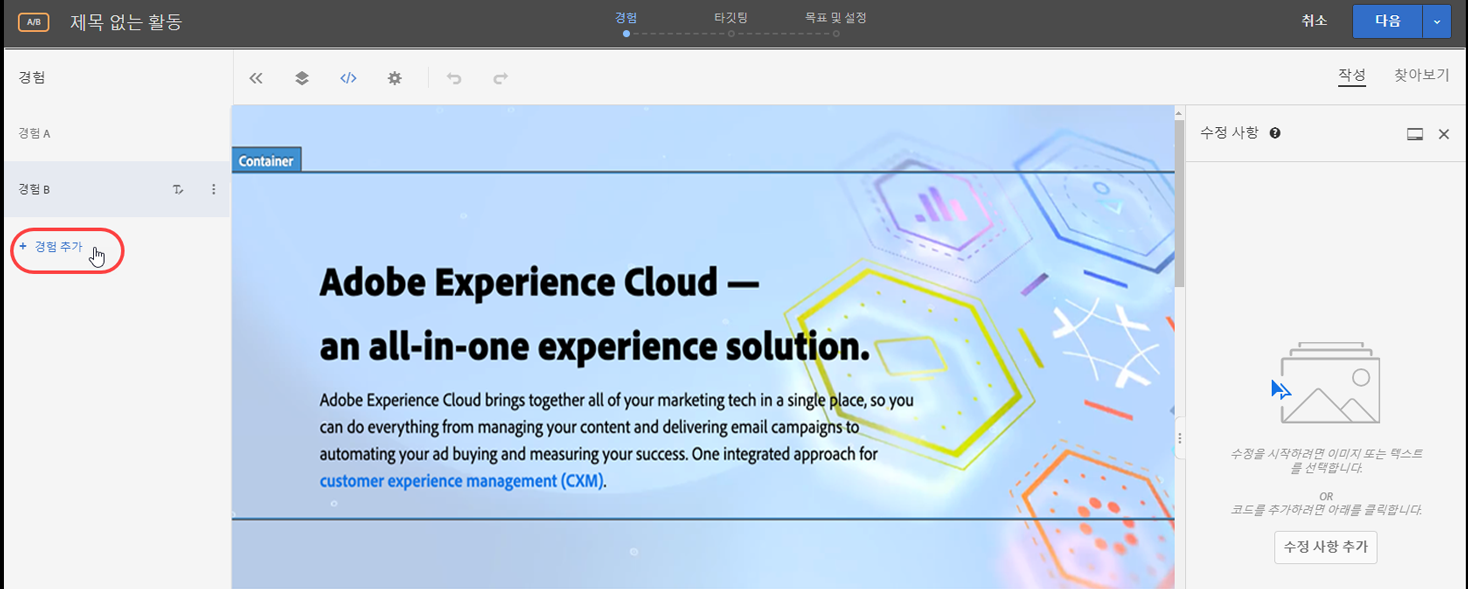 A/B 제목 없는 활동 경험 타깃팅 목표 및 설정 취소 다음
경험 작성 찾아보기
경험 A
경험 B
+ 경험 추가
수정 사항 ?
Container
Adobe Experience Cloud —
an all-in-one experience solution.
Adobe Experience Cloud brings together all of your marketing tech in a single place, so you
can do everything from managing your content and delivering email campaigns to
automating your ad buying and measuring your success. One integrated approach for
customer experience management (CXM).
수정을 시작하려면 이미지 또는 텍스트
를 선택합니다.
OR
코드를 추가하려면 아래를 클릭합니다.
수정 사항 추가